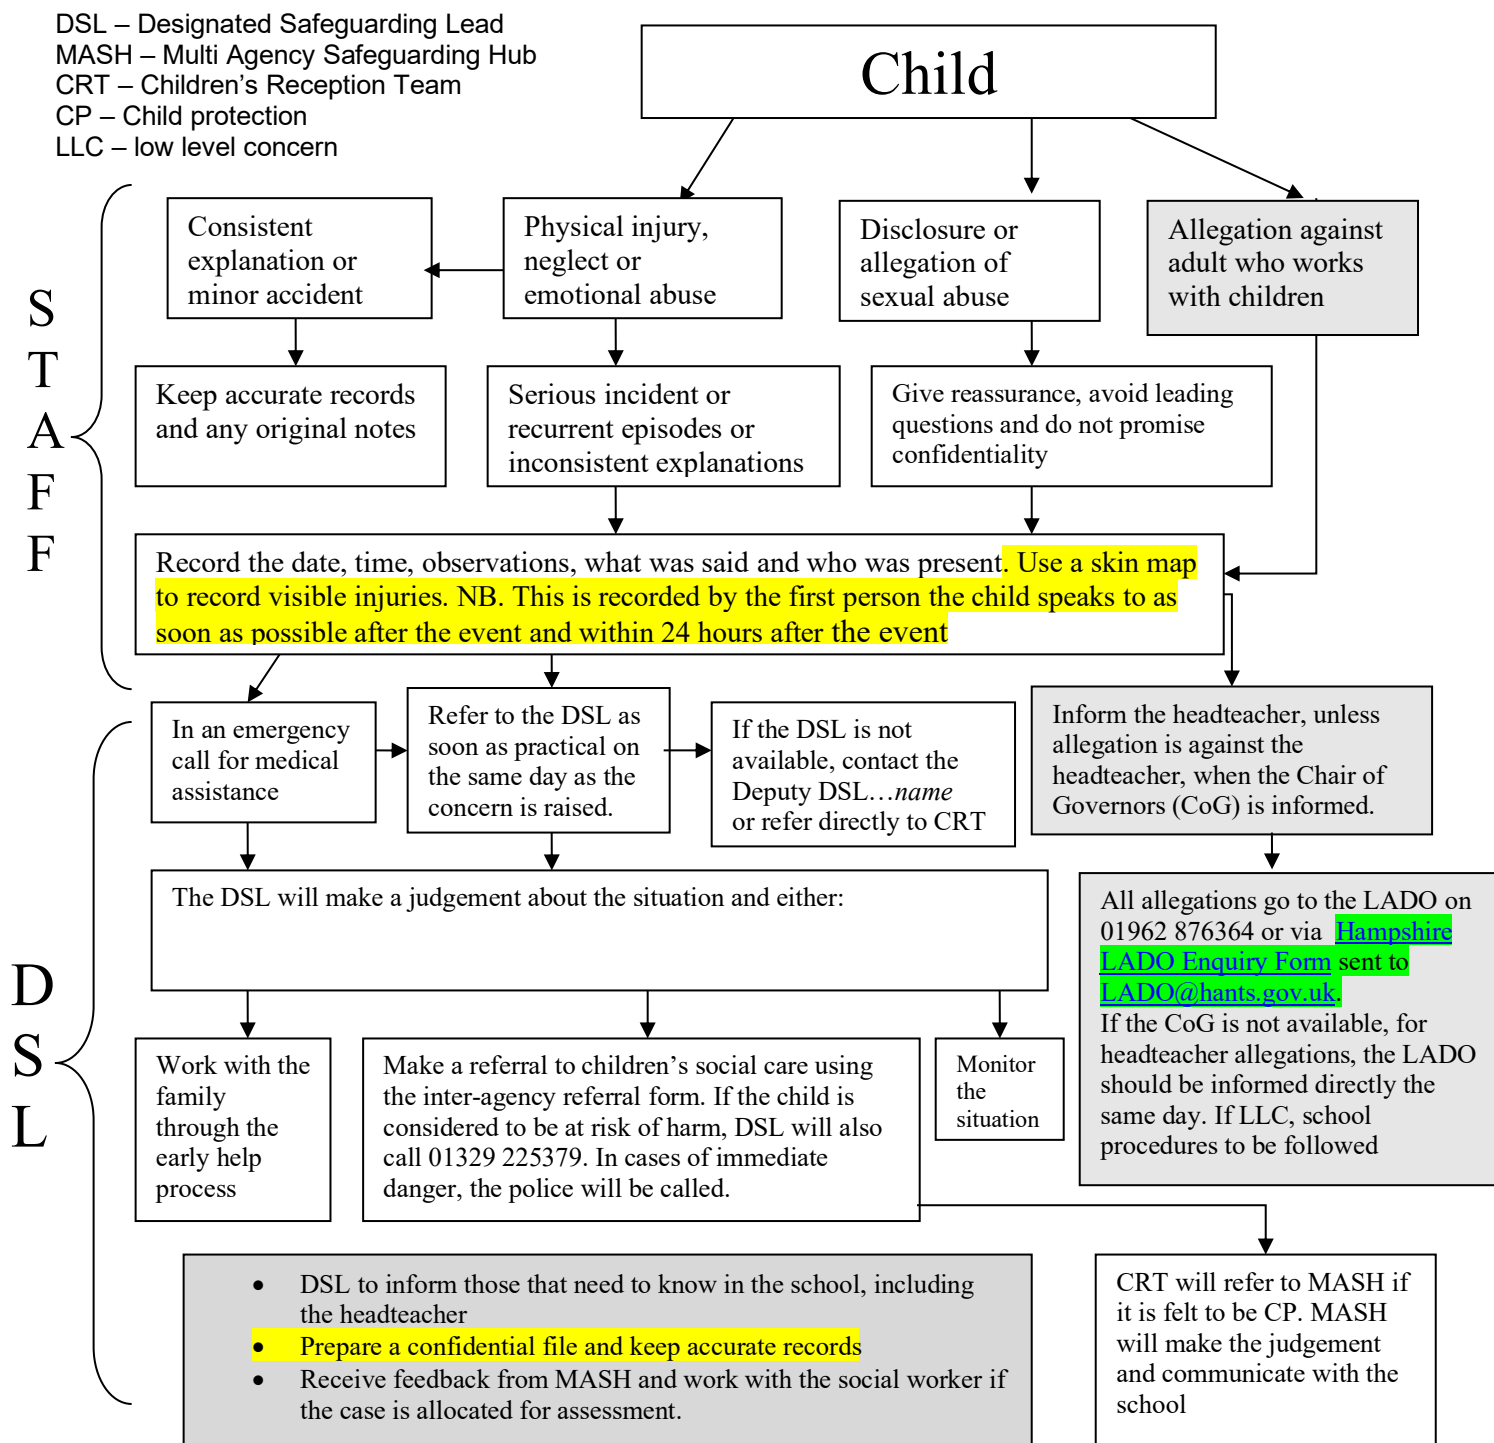 DSL – Designated Safeguarding Lead
MASH – Multi Agency Safeguarding Hub
CRT – Children’s Reception Team
CP – Child protection
LLC – low level concern
Child
S
T
A
F
F
Consistent
explanation or
minor accident
Physical injury,
neglect or
emotional abuse
Disclosure or
allegation of
sexual abuse
Allegation against
adult who works
with children
Keep accurate records
and any original notes
Serious incident or
recurrent episodes or
inconsistent explanations
Give reassurance, avoid leading
questions and do not promise
confidentiality
Record the date, time, observations, what was said and who was present. Use a skin map
to record visible injuries. NB. This is recorded by the first person the child speaks to as
soon as possible after the event and within 24 hours after the event
D
S
L
In an emergency
call for medical
assistance
Refer to the DSL as
soon as practical on
the same day as the
concern is raised.
If the DSL is not
available, contact the
Deputy DSL…name
or refer directly to CRT
Inform the headteacher, unless
allegation is against the
headteacher, when the Chair of
Governors (CoG) is informed.
The DSL will make a judgement about the situation and either:
All allegations go to the LADO on
01962 876364 or via Hampshire
LADO Enquiry Form sent to
LADO@hants.gov.uk.
If the CoG is not available, for
headteacher allegations, the LADO
should be informed directly the
same day. If LLC, school
procedures to be followed
Work with the
family
through the
early help
process
Make a referral to children’s social care using
the inter-agency referral form. If the child is
considered to be at risk of harm, DSL will also
call 01329 225379. In cases of immediate
danger, the police will be called.
Monitor
the
situation
• DSL to inform those that need to know in the school, including
the headteacher
• Prepare a confidential file and keep accurate records
• Receive feedback from MASH and work with the social worker if
the case is allocated for assessment.
CRT will refer to MASH if
it is felt to be CP. MASH
will make the judgement
and communicate with the
school